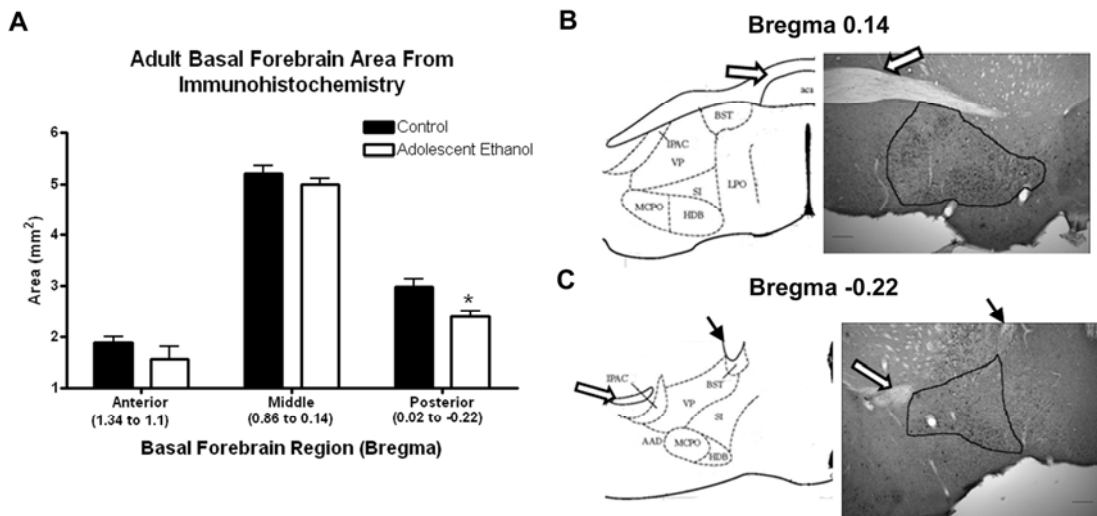 A
Adult Basal Forebrain Area From
Immunohistochemistry
Control
Adolescent Ethanol
Area (mm²)
6
5
4
3
2
1
*
Anterior
(1.34 to 1.1)
Middle
(0.86 to 0.14)
Posterior
(0.02 to -0.22)
Basal Forebrain Region (Bregma)
B
Bregma 0.14
aca
BST
IPAC
VP
LPO
SI
MCPO
HDB
C
Bregma -0.22
IPAC
BST
VP
SI
AAD
MCPO
HDB